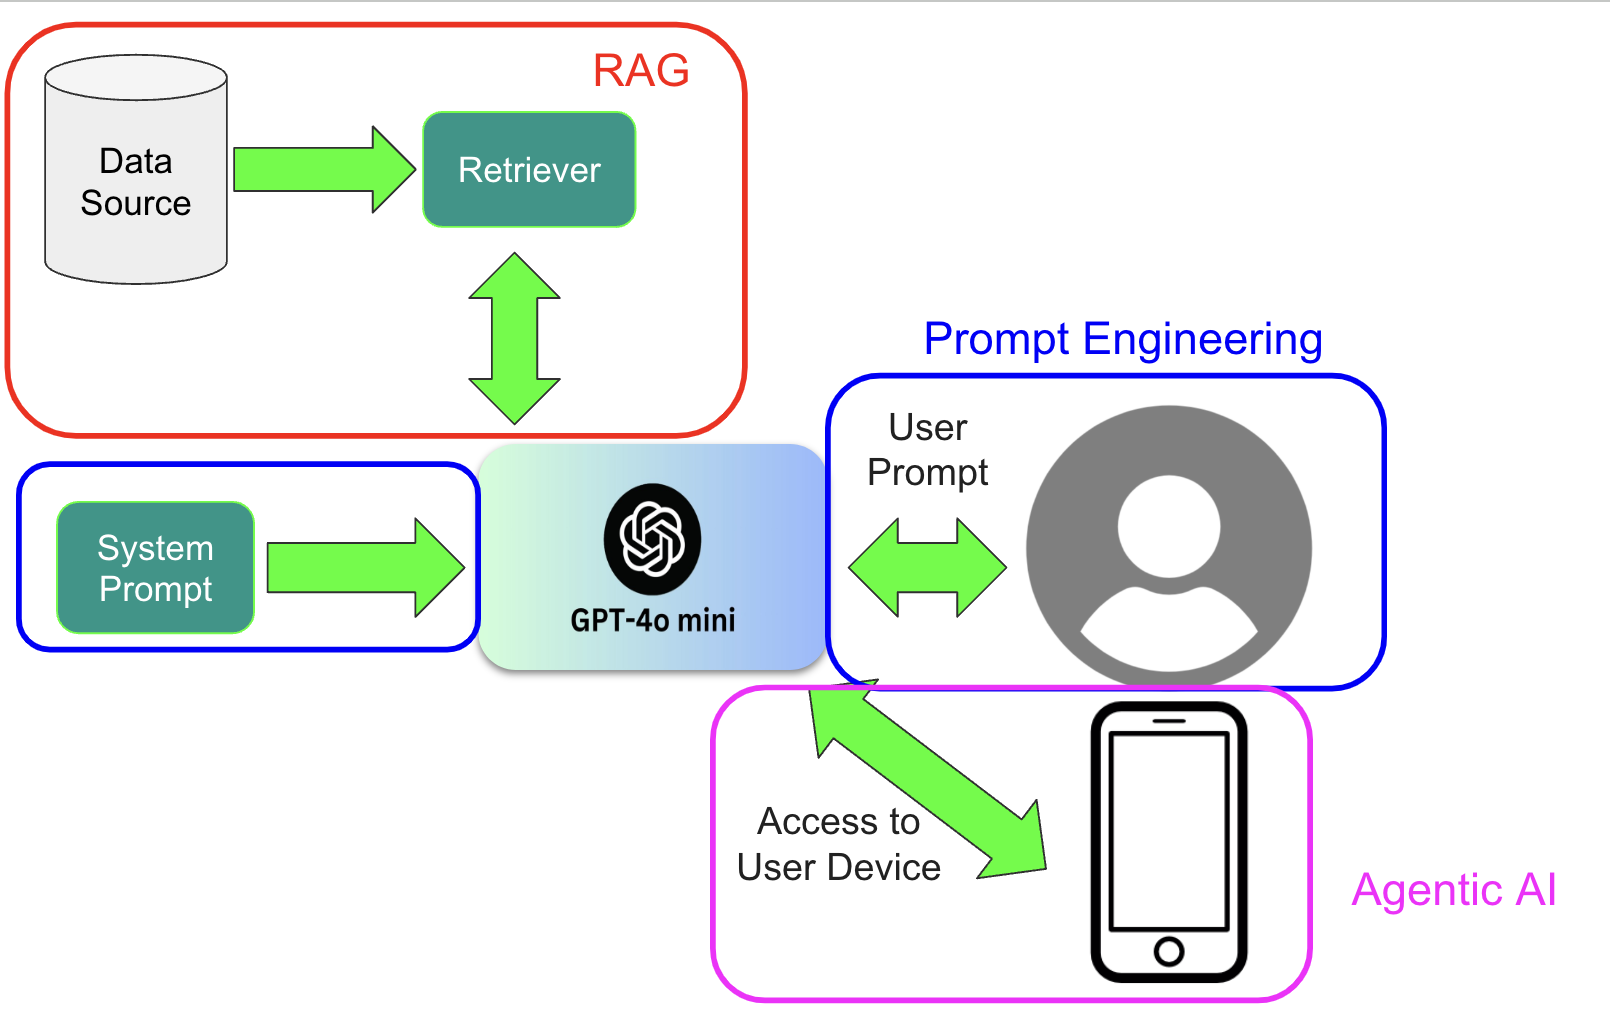 RAG
Data
Source
Retriever
Prompt Engineering
User
Prompt
System
Prompt
GPT-4o mini
Access to
User Device
Agentic AI